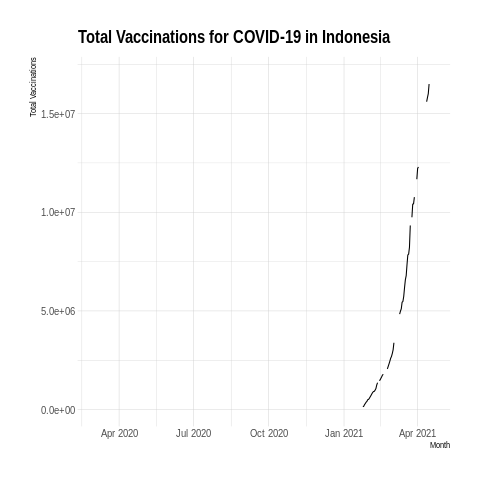 Total Vaccinations for COVID-19 in Indonesia
Total Vaccinations
1.5e+07
1.0e+07
5.0e+06
0.0e+00
Apr 2020 Jul 2020 Oct 2020 Jan 2021 Apr 2021
Month